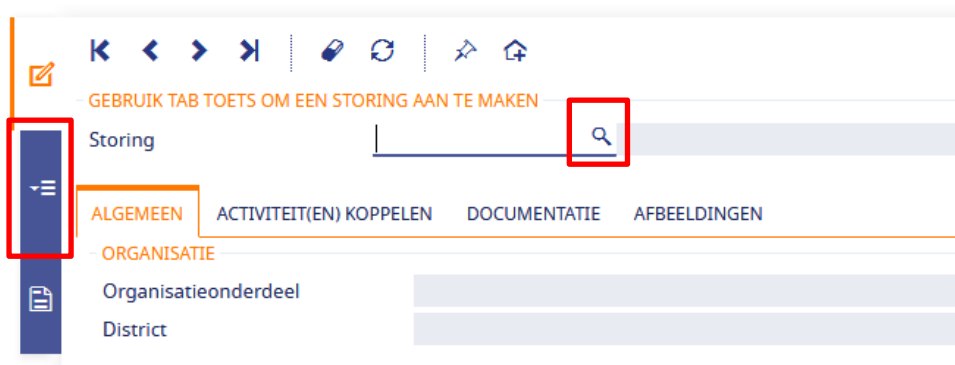 GEBRUIK TAB TOETS OM EEN STORING AAN TE MAKEN
Storing
ALGEMEEN ACTIVITEIT(EN) KOPPELEN DOCUMENTATIE AFBEELDINGEN
ORGANISATIE
Organisatieonderdeel
District